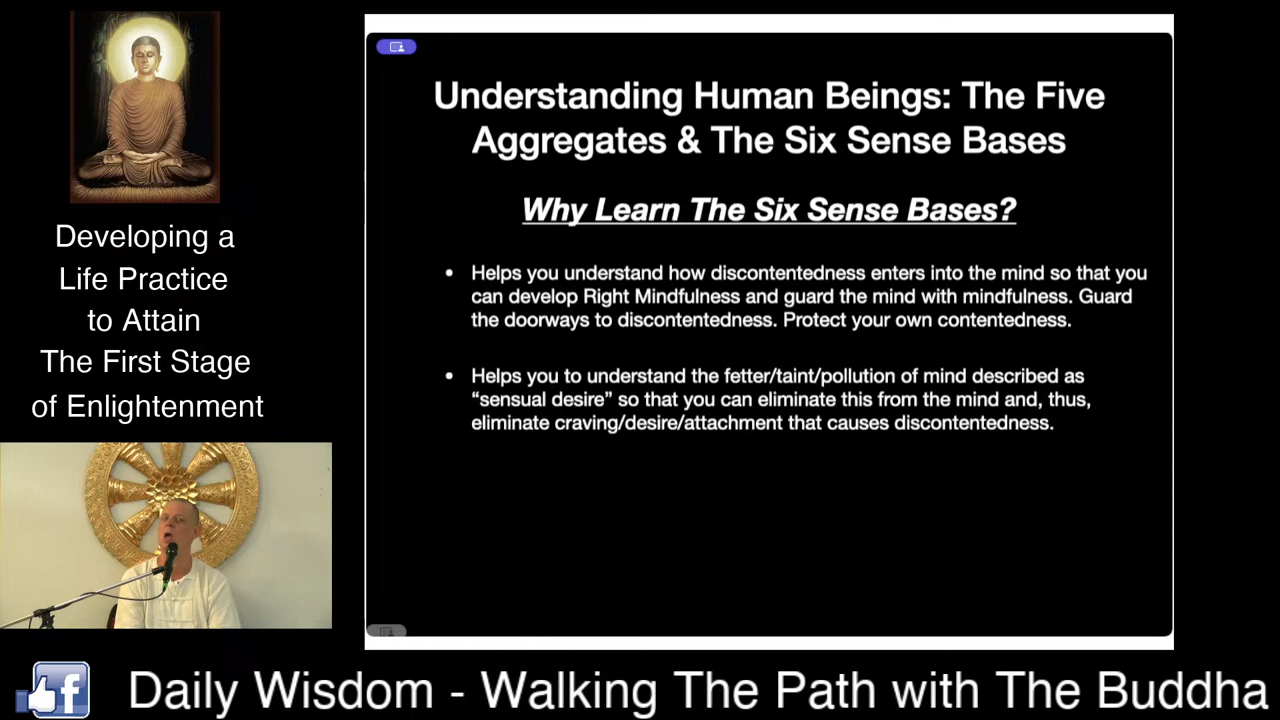 Developing a
Life Practice
to Attain
The First Stage
of Enlightenment
Understanding Human Beings: The Five
Aggregates & The Six Sense Bases
Why Learn The Six Sense Bases?
• Helps you understand how discontentedness enters into the mind so that you
can develop Right Mindfulness and guard the mind with mindfulness. Guard
the doorways to discontentedness. Protect your own contentedness.
• Helps you to understand the fetter/taint/pollution of mind described as
“sensual desire” so that you can eliminate this from the mind and, thus,
eliminate craving/desire/attachment that causes discontentedness.
Daily Wisdom - Walking The Path with The Buddha